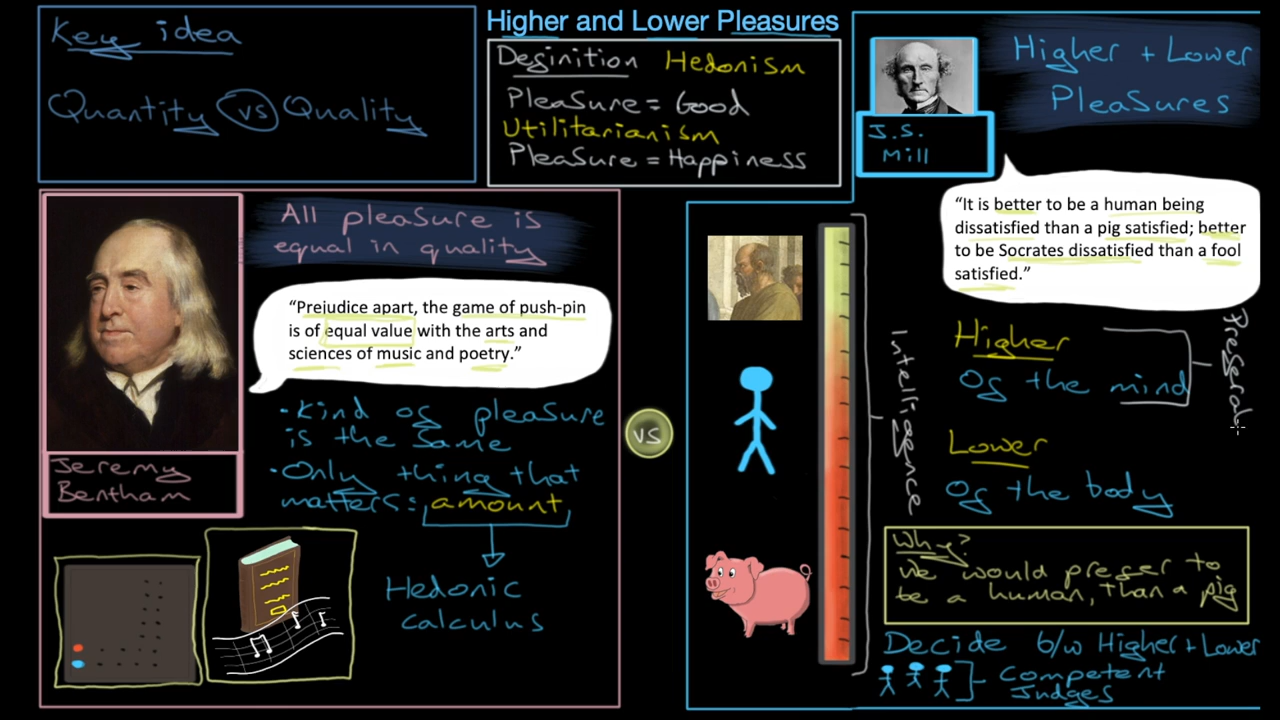 Higher and Lower Pleasures
Key idea
Quantity vs Quality
Definition Hedonism
Pleasure = Good
Utilitarianism
Pleasure = Happiness
J.S.
Mill
Higher + Lower
Pleasures
All pleasure is
equal in quality
"Prejudice apart, the game of push-pin
is of equal value with the arts and
sciences of music and poetry."
Jeremy
Bentham
• Kind of pleasure
is the same
• Only thing that
matters: amount
Hedonic
calculus
vs
"It is better to be a human being
dissatisfied than a pig satisfied; better
to be Socrates dissatisfied than a fool
satisfied."
Intelligence
Higher
Of the mind
Preferab
Lower
Of the body
Why?
We would prefer to
be a human, than a pig
Decide b/w Higher + Lower
Competent
Judges